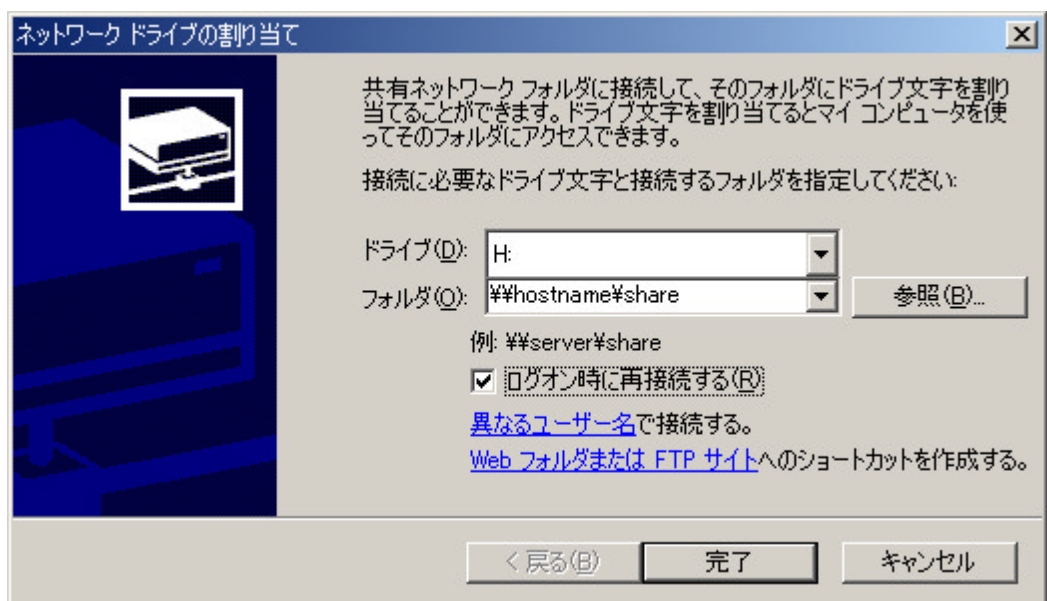 ネットワーク ドライブの割り当て
共有ネットワーク フォルダに接続して、そのフォルダにドライブ文字を割り
当てることができます。ドライブ文字を割り当てるとマイ コンピュータを使
ってそのフォルダにアクセスできます。
接続に必要なドライブ文字と接続するフォルダを指定してください:
ドライブ(D): H:
フォルダ(O): ¥¥hostname¥share 参照(B)...
例: ¥¥server¥share
ログオン時に再接続する(R)
異なるユーザー名で接続する。
Web フォルダまたは FTP サイトへのショートカットを作成する。
< 戻る(B) 完了 キャンセル